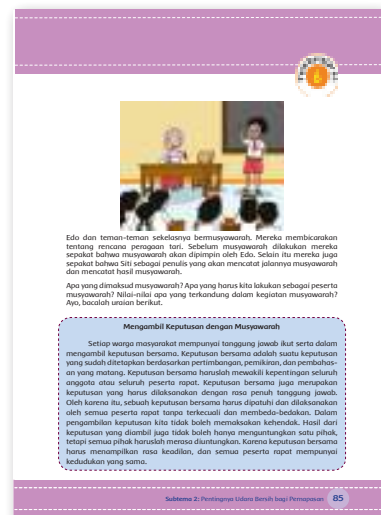 Edo dan teman-teman sekelasnya bermusyawarah. Mereka membicarakan
tentang rencana peragaan tari. Sebelum musyawarah dilakukan mereka
sepakat bahwa musyawarah akan dipimpin oleh Edo. Selain itu mereka juga
sepakat bahwa Siti sebagai penulis yang akan mencatat jalannya musyawarah
dan mencatat hasil musyawarah.
Apa yang dimaksud musyawarah? Apa yang harus kita lakukan sebagai peserta
musyawarah? Nilai-nilai apa yang terkandung dalam kegiatan musyawarah?
Ayo, bacalah uraian berikut.
Mengambil Keputusan dengan Musyawarah
Setiap warga masyarakat mempunyai tanggung jawab ikut serta dalam
mengambil keputusan bersama. Keputusan bersama adalah suatu keputusan
yang sudah ditetapkan berdasarkan pertimbangan, pemikiran, dan pembahas-
an yang matang. Keputusan bersama haruslah mewakili kepentingan seluruh
anggota atau seluruh peserta rapat. Keputusan bersama juga merupakan
keputusan yang harus dilaksanakan dengan rasa penuh tanggung jawab.
Oleh karena itu, sebuah keputusan bersama harus dipatuhi dan dilaksanakan
oleh semua peserta rapat tanpa terkecuali dan membeda-bedakan. Dalam
pengambilan keputusan kita tidak boleh memaksakan kehendak. Hasil dari
keputusan yang diambil juga tidak boleh hanya menguntungkan satu pihak,
tetapi semua pihak haruslah merasa diuntungkan. Karena keputusan bersama
harus menampilkan rasa keadilan, dan semua peserta rapat mempunyai
kedudukan yang sama.
Subtema 2: Pentingnya Udara Bersih bagi Pernapasan 85